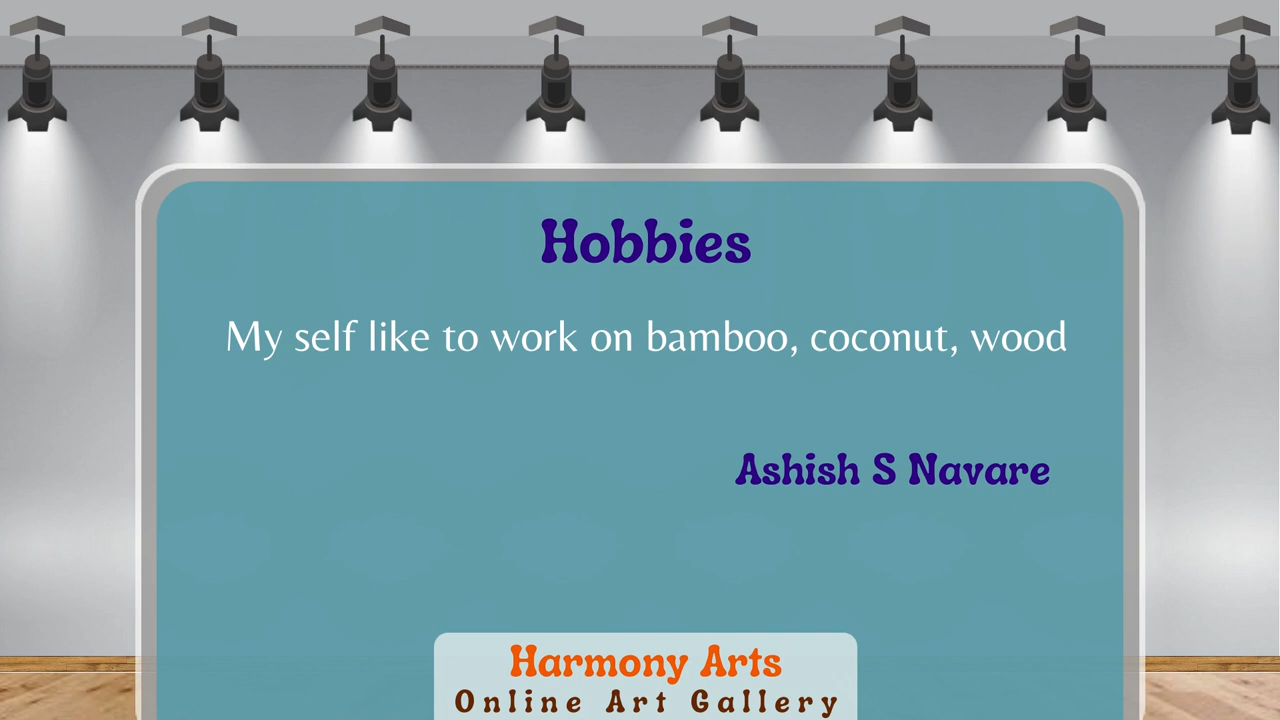 Hobbies
My self like to work on bamboo, coconut, wood
Ashish S Navare
Harmony Arts
Online Art Gallery